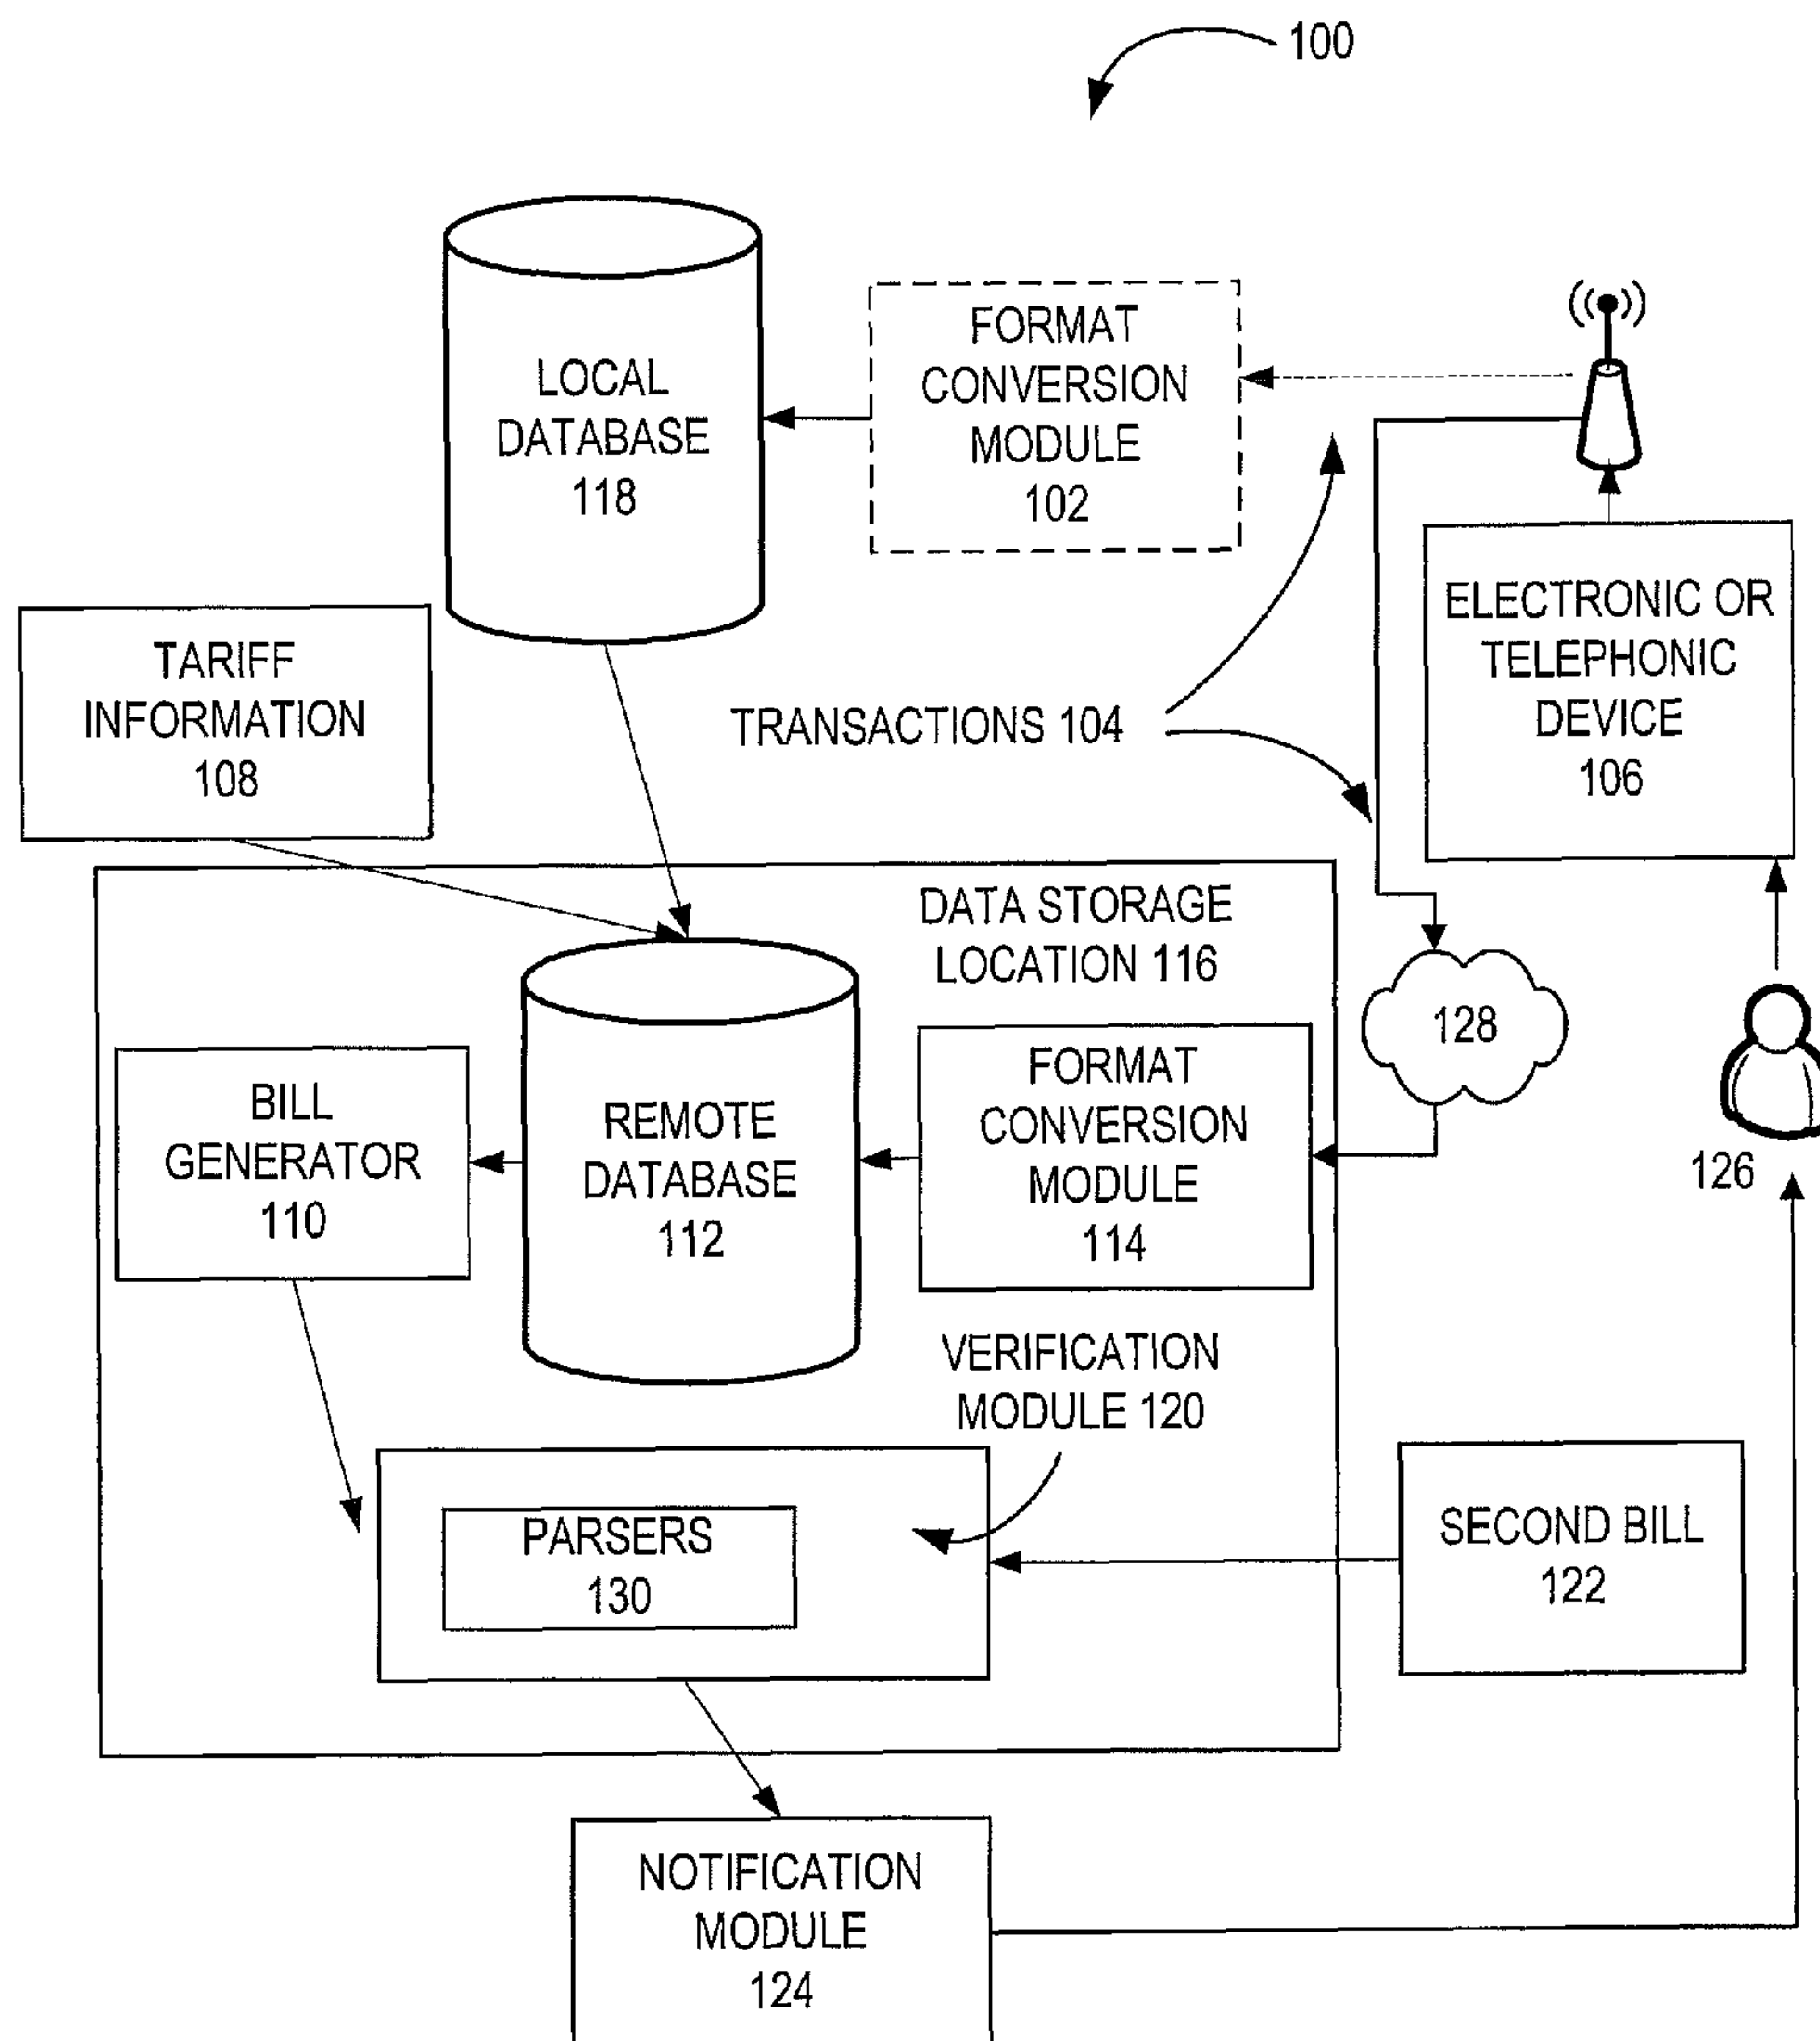 100
LOCAL
DATABASE
118
FORMAT
CONVERSION
MODULE
102
ELECTRONIC OR
TELEPHONIC
DEVICE
106
TARIFF
INFORMATION
108
TRANSACTIONS 104
DATA STORAGE
LOCATION 116
128
126
BILL
GENERATOR
110
REMOTE
DATABASE
112
FORMAT
CONVERSION
MODULE
114
VERIFICATION
MODULE 120
PARSERS
130
SECOND BILL
122
NOTIFICATION
MODULE
124